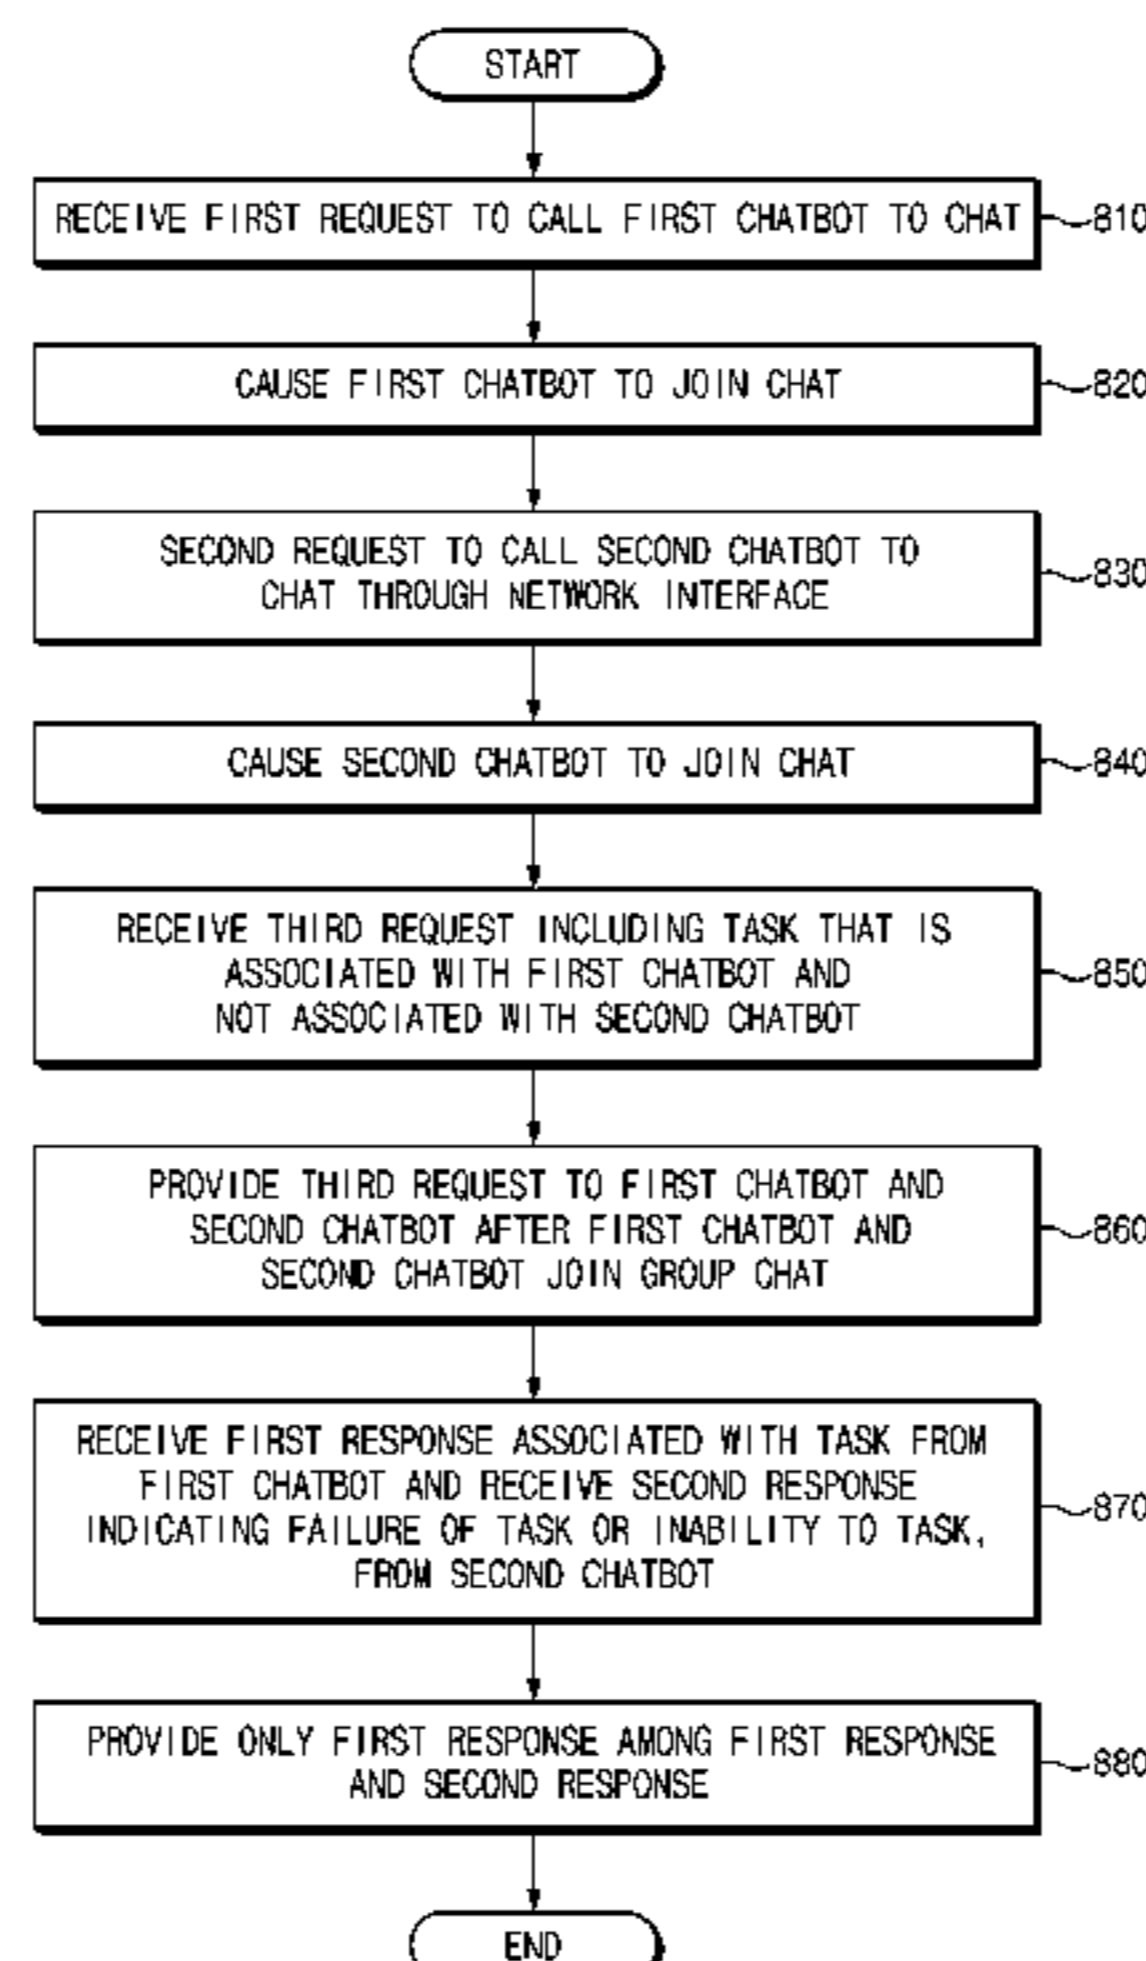 START
RECEIVE FIRST REQUEST TO CALL FIRST CHATBOT TO CHAT
810
CAUSE FIRST CHATBOT TO JOIN CHAT
820
SECOND REQUEST TO CALL SECOND CHATBOT TO
CHAT THROUGH NETWORK INTERFACE
830
CAUSE SECOND CHATBOT TO JOIN CHAT
840
RECEIVE THIRD REQUEST INCLUDING TASK THAT IS
ASSOCIATED WITH FIRST CHATBOT AND
NOT ASSOCIATED WITH SECOND CHATBOT
850
PROVIDE THIRD REQUEST TO FIRST CHATBOT AND
SECOND CHATBOT AFTER FIRST CHATBOT AND
SECOND CHATBOT JOIN GROUP CHAT
860
RECEIVE FIRST RESPONSE ASSOCIATED WITH TASK FROM
FIRST CHATBOT AND RECEIVE SECOND RESPONSE
INDICATING FAILURE OF TASK OR INABILITY TO TASK,
FROM SECOND CHATBOT
870
PROVIDE ONLY FIRST RESPONSE AMONG FIRST RESPONSE
AND SECOND RESPONSE
880
END